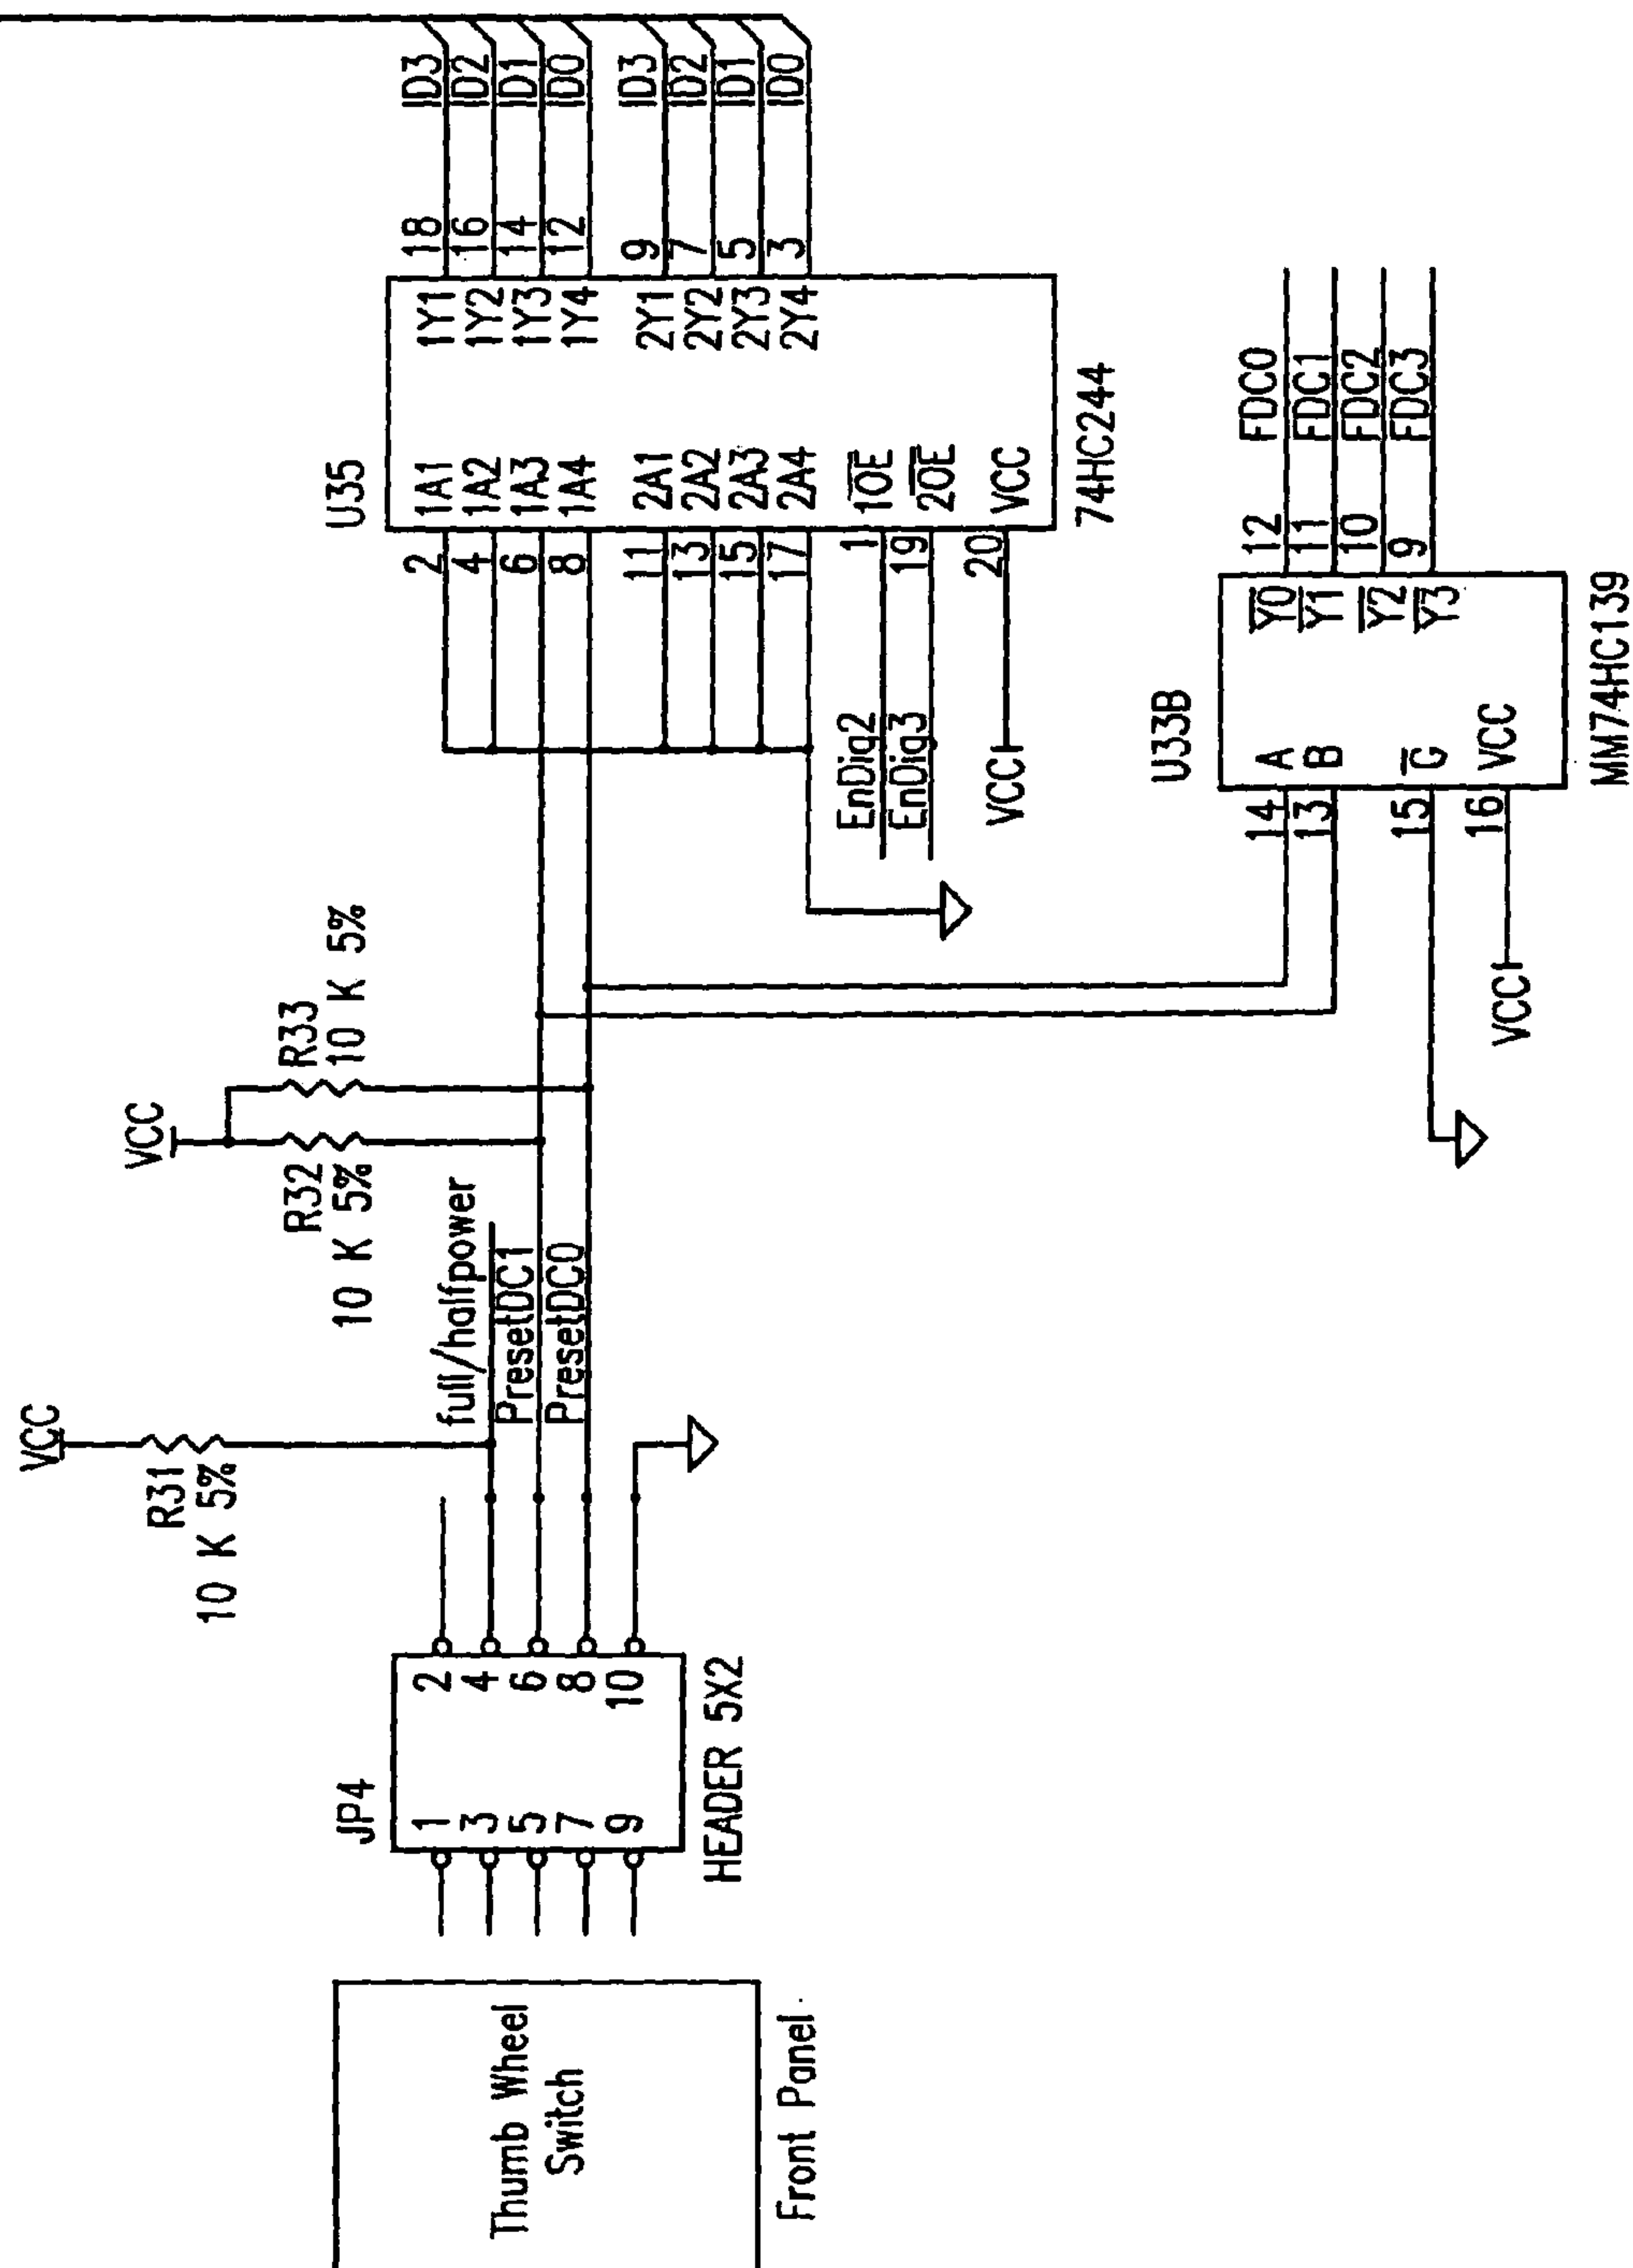 VCC
R31
10 K 5%
VCC
R32
10 K 5%
R33
10 K 5%
Thumb Wheel
Switch
Front Panel
JP4
1 2
3 4
5 6
7 8
9 10
HEADER 5X2
full/halfpower
PresetDC1
PresetDC0
U35
2 1A1 1Y1 18 ID3
4 1A2 1Y2 16 ID2
6 1A3 1Y3 14 ID1
8 1A4 1Y4 12 ID0
11 2A1 2Y1 9 ID3
13 2A2 2Y2 7 ID2
15 2A3 2Y3 5 ID1
17 2A4 2Y4 3 ID0
EnDig2 1 1OE
EnDig3 19 2OE
VCC 20 VCC
74HC244
U33B
14 A Y0 12 FDC0
13 B Y1 11 FDC1
Y2 10 FDC2
15 G Y3 9 FDC3
VCC 16 VCC
MM74HC139